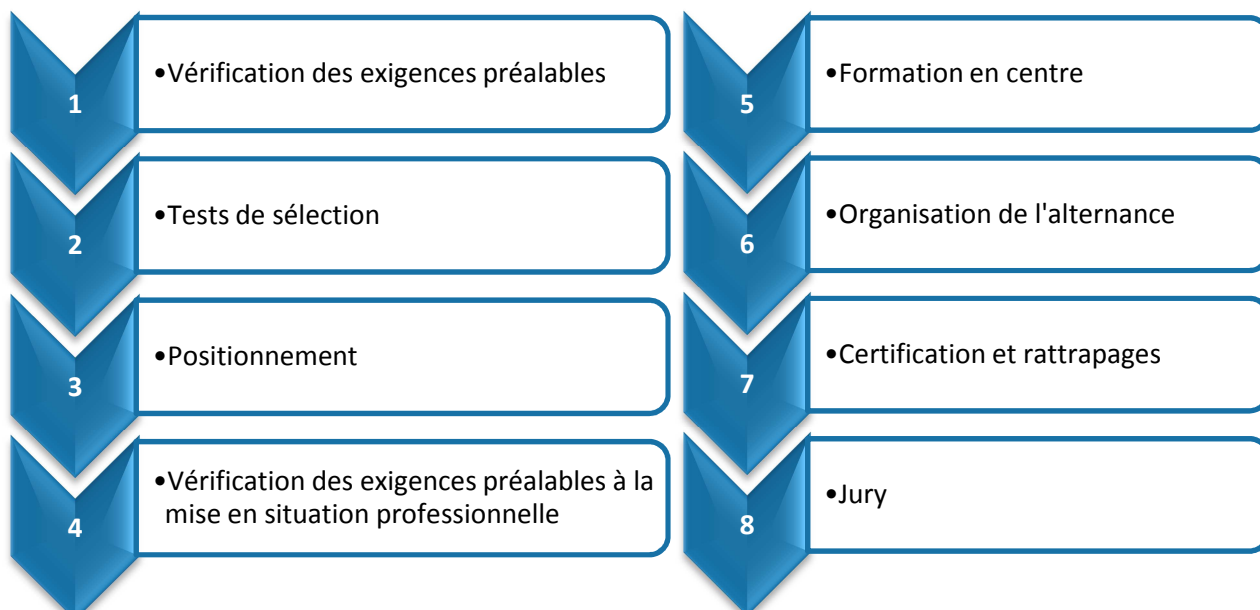 1
•Vérification des exigences préalables
2
•Tests de sélection
3
•Positionnement
4
•Vérification des exigences préalables à la
mise en situation professionnelle
5
•Formation en centre
6
•Organisation de l'alternance
7
•Certification et rattrapages
8
•Jury